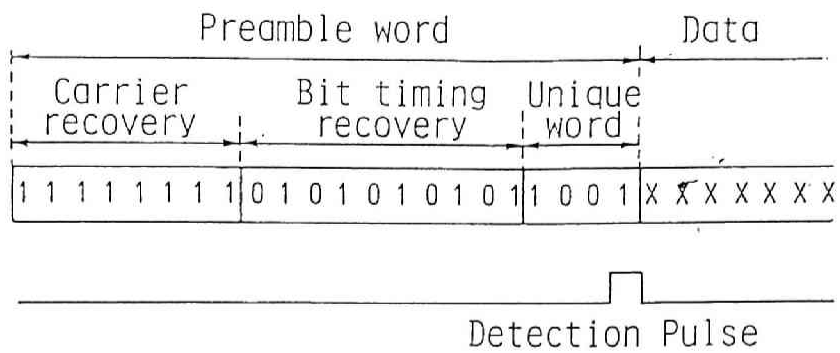 Preamble word Data
Carrier recovery
Bit timing recovery
Unique word
1 1 1 1 1 1 1 1 0 1 0 1 0 1 0 1 0 1 1 0 0 1 X X X X X X X
Detection Pulse